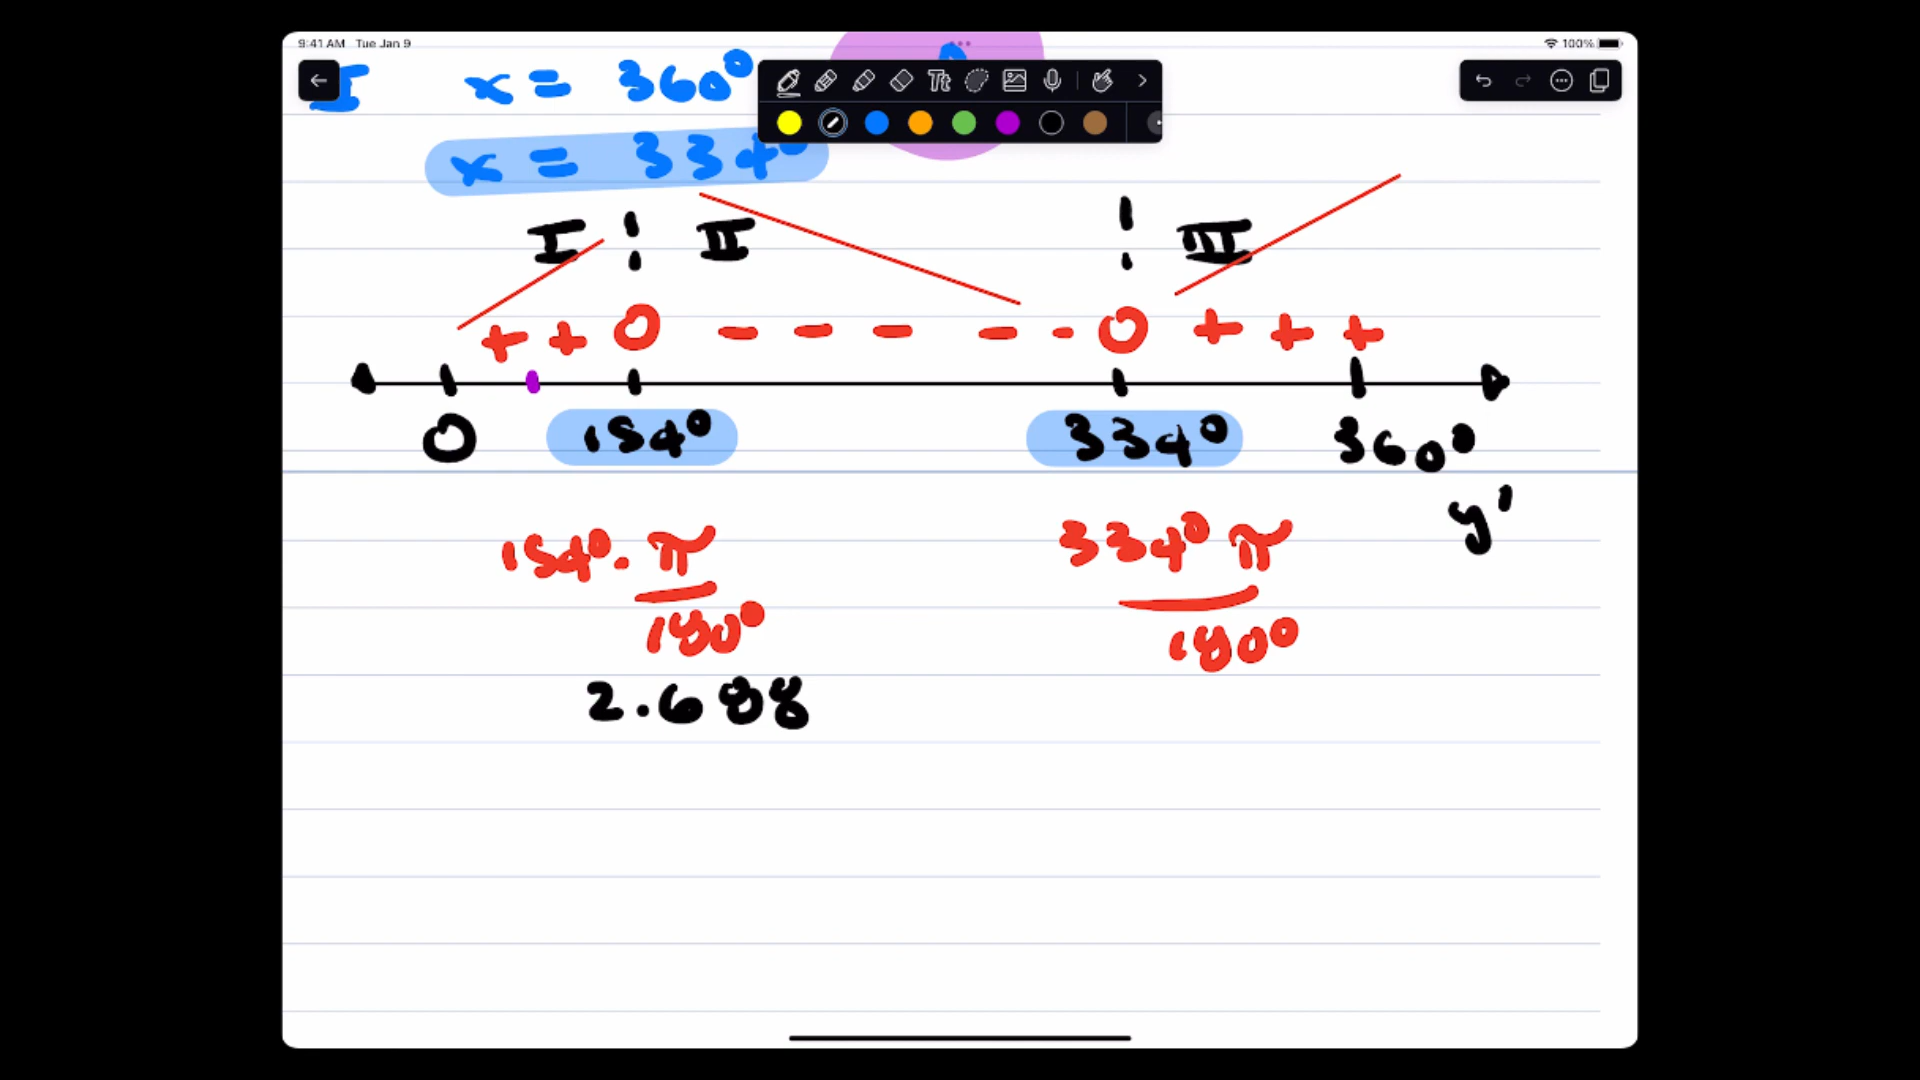 9:41 AM Tue Jan 9 100%
I x = 360°
Tt
x = 334°
I II III
+ + 0 - - - - - 0 + + +
0 154° 334° 360°
y'
154° · π 334° π
180° 180°
2.688